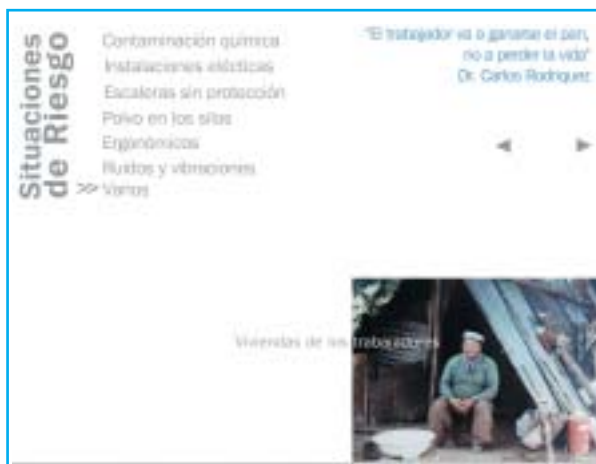 Situaciones
de Riesgo
Contaminación química
Instalaciones eléctricas
Escaleras sin protección
Polvo en los silos
Ergonómicos
Ruidos y vibraciones
>> Varios
"El trabajador va a ganarse el pan,
no a perder la vida"
Dr. Carlos Rodriguez
Viviendas de los trabajadores